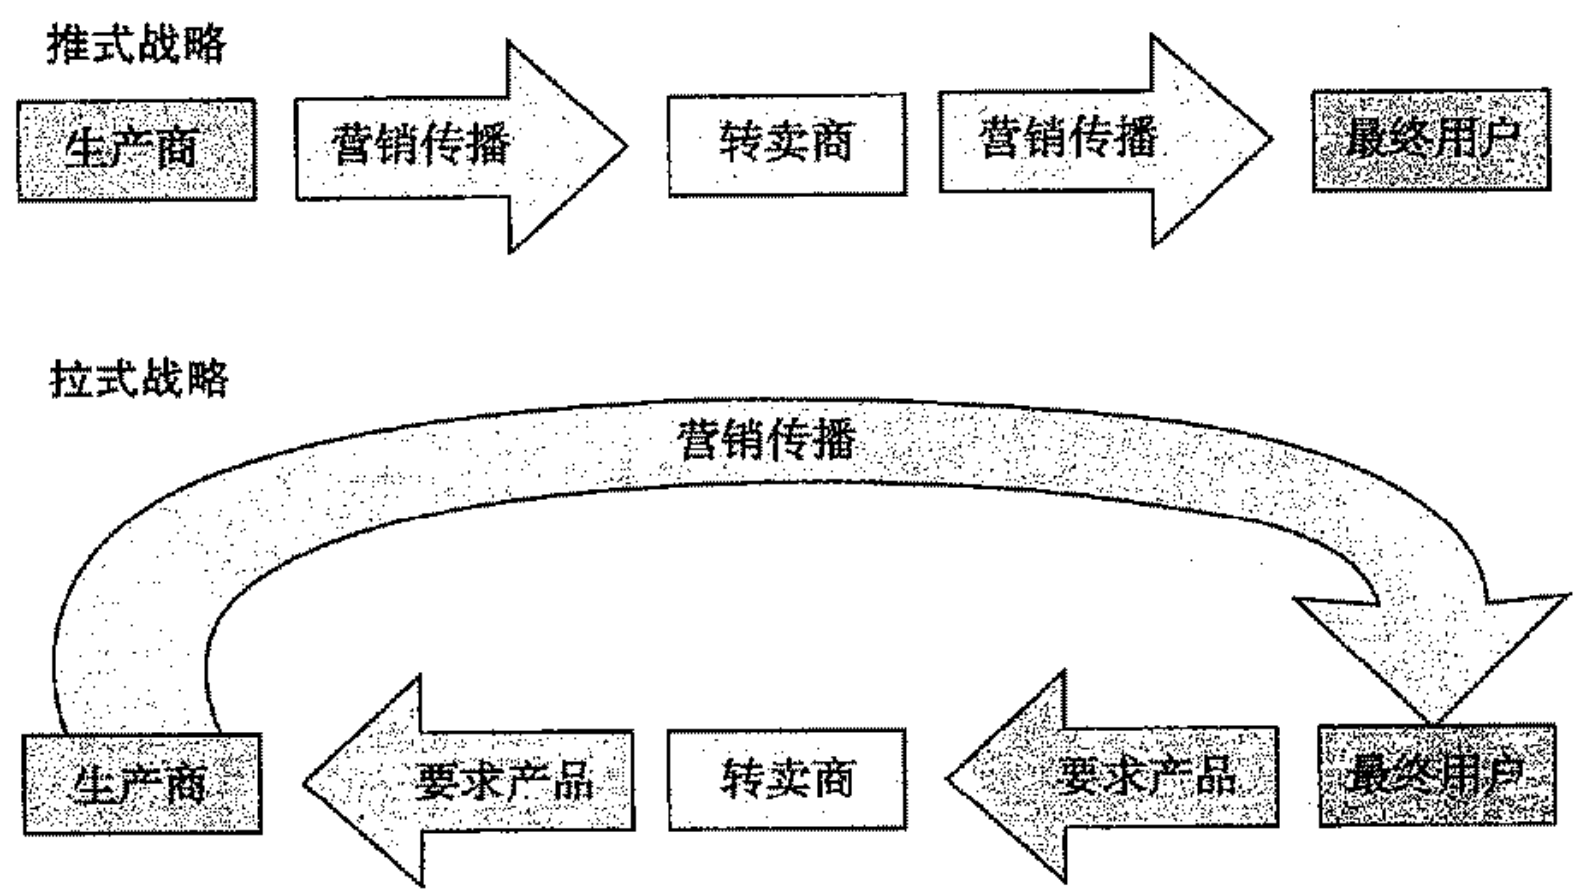 推式战略
生产商
营销传播
转卖商
营销传播
最终用户
拉式战略
营销传播
生产商
要求产品
转卖商
要求产品
最终用户